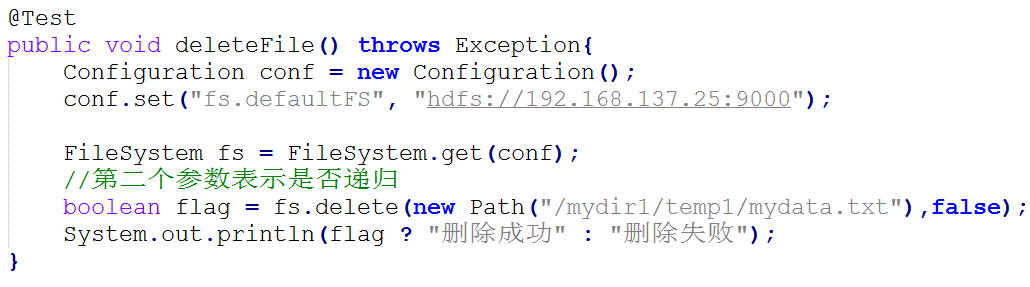 @Test
public void deleteFile() throws Exception{
    Configuration conf = new Configuration();
    conf.set("fs.defaultFS", "hdfs://192.168.137.25:9000");

    FileSystem fs = FileSystem.get(conf);
    //第二个参数表示是否递归
    boolean flag = fs.delete(new Path("/mydir1/temp1/mydata.txt"),false);
    System.out.println(flag ? "删除成功" : "删除失败");
}